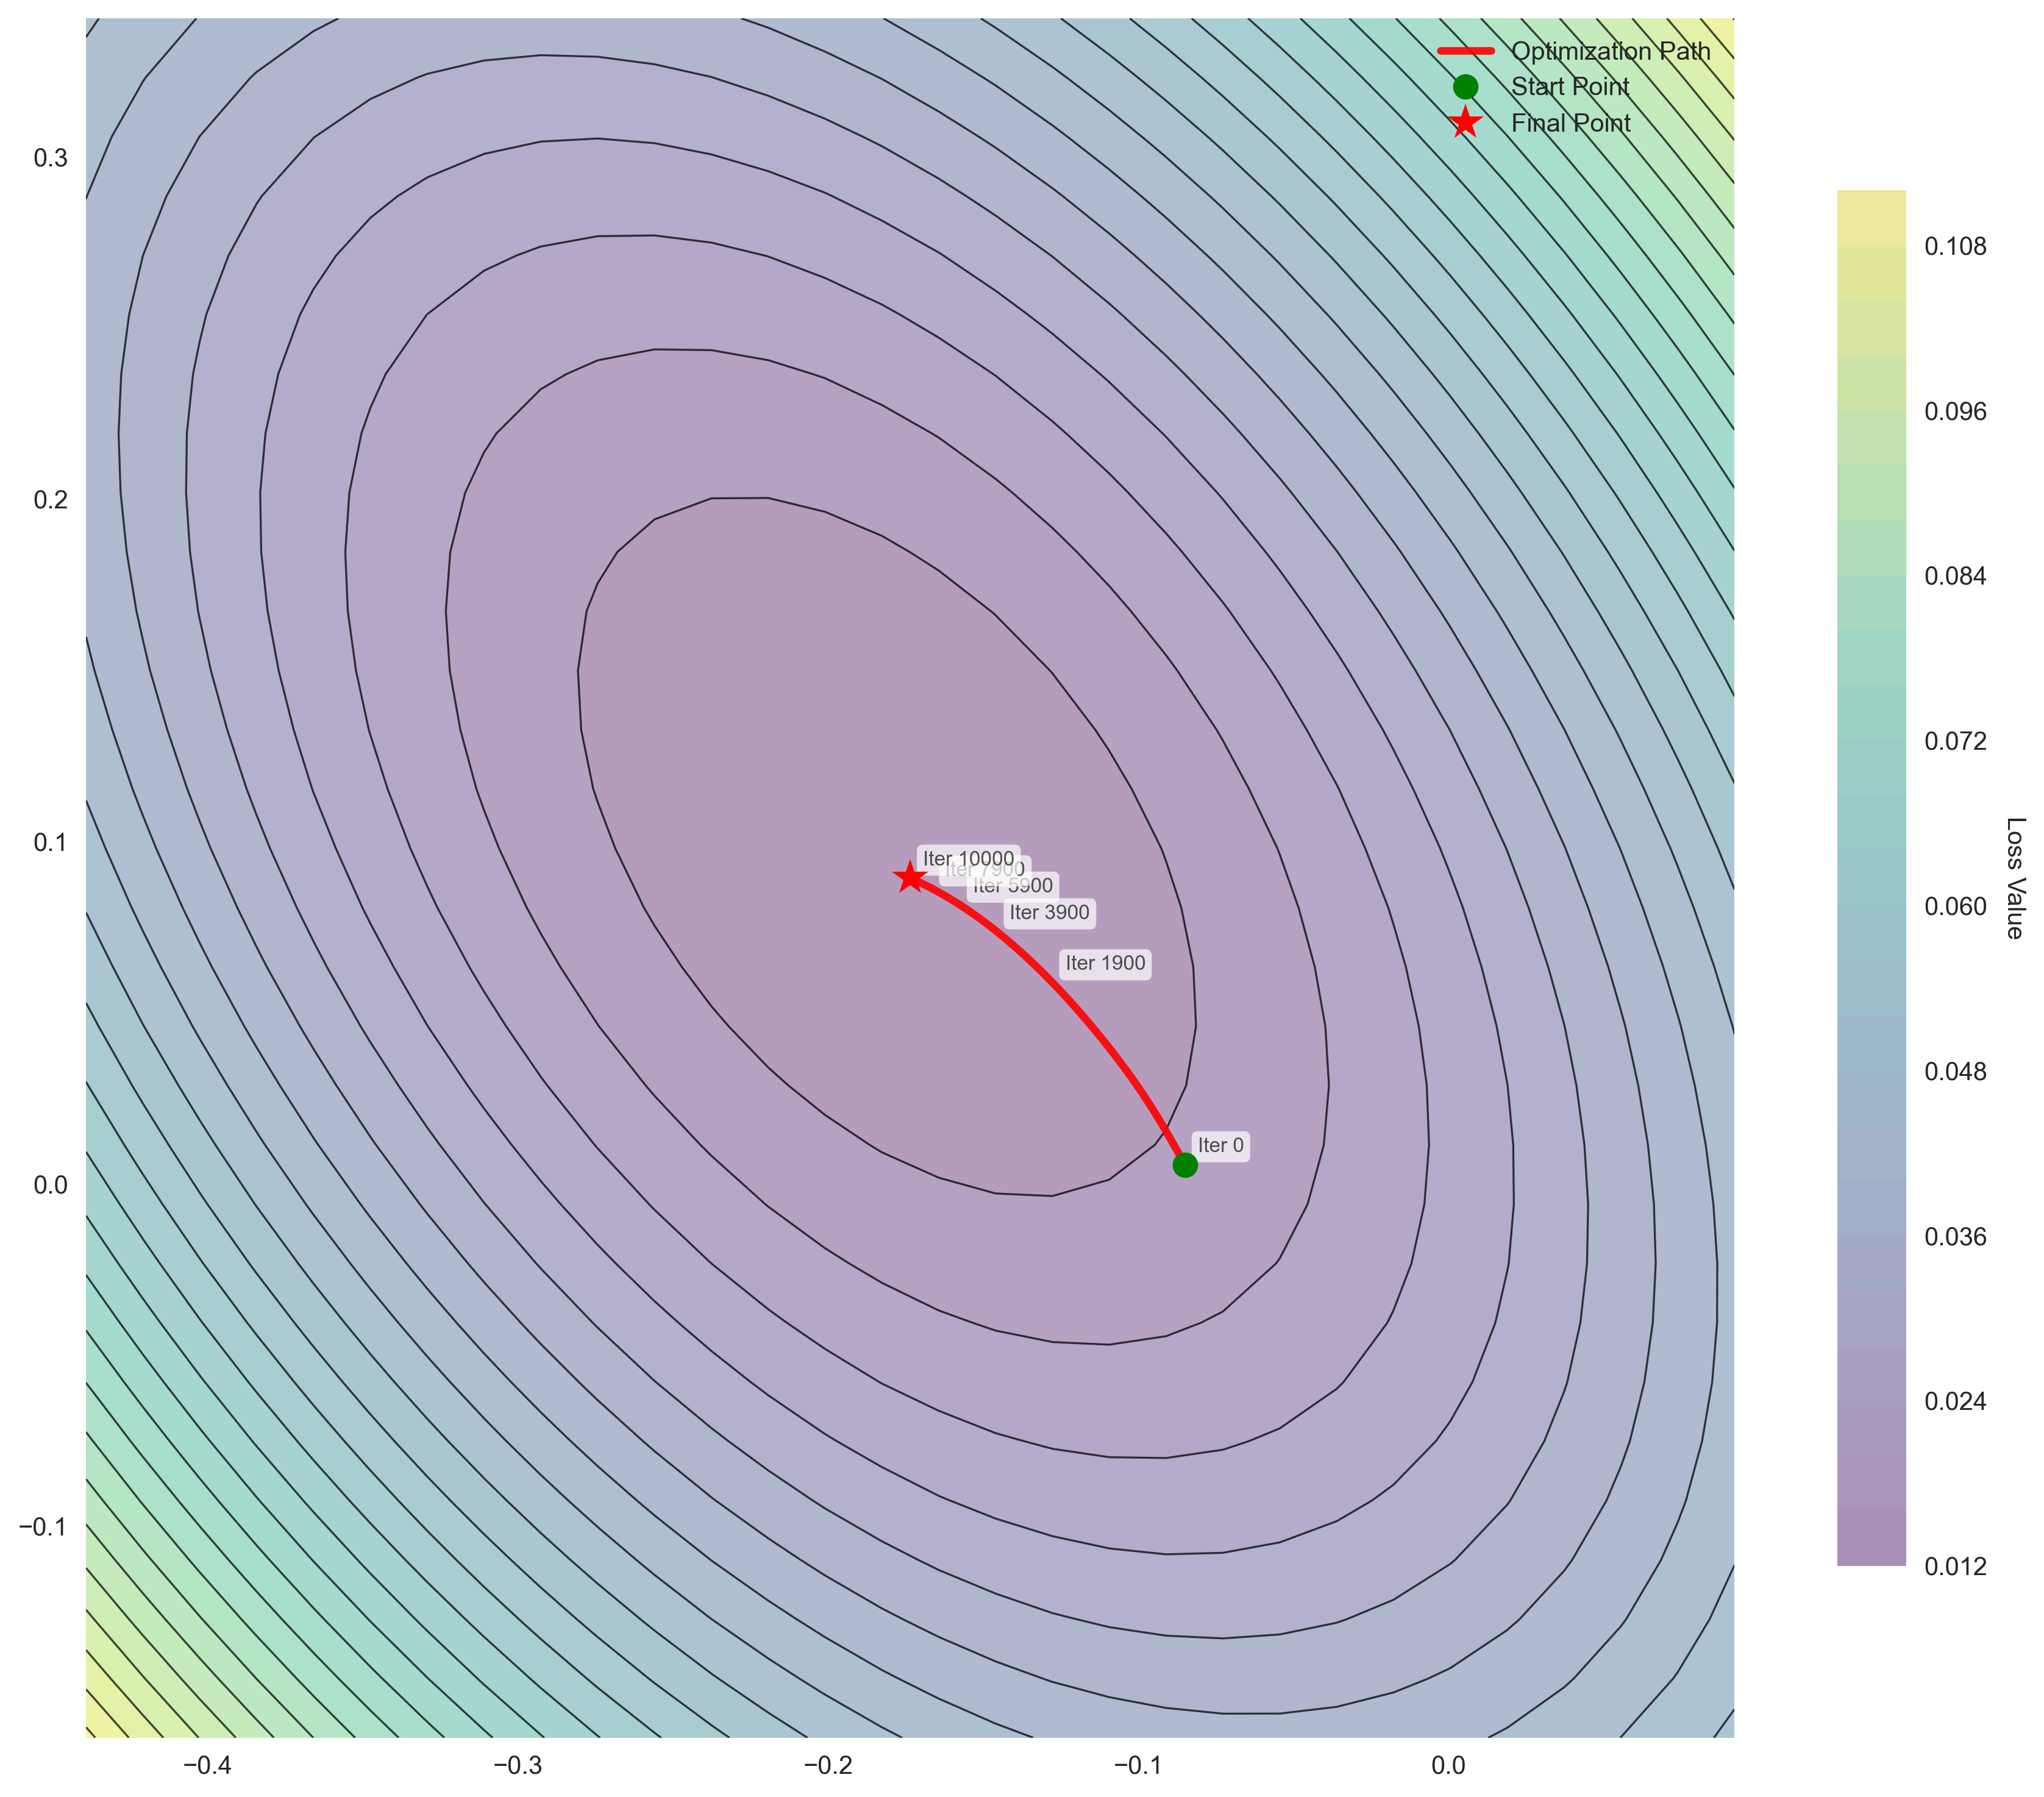 Optimization Path
Start Point
Final Point
0.3
0.2
0.1
0.0
−0.1
−0.4
−0.3
−0.2
−0.1
0.0
Iter 10000
Iter 7900
Iter 5900
Iter 3900
Iter 1900
Iter 0
0.108
0.096
0.084
0.072
0.060
0.048
0.036
0.024
0.012
Loss Value